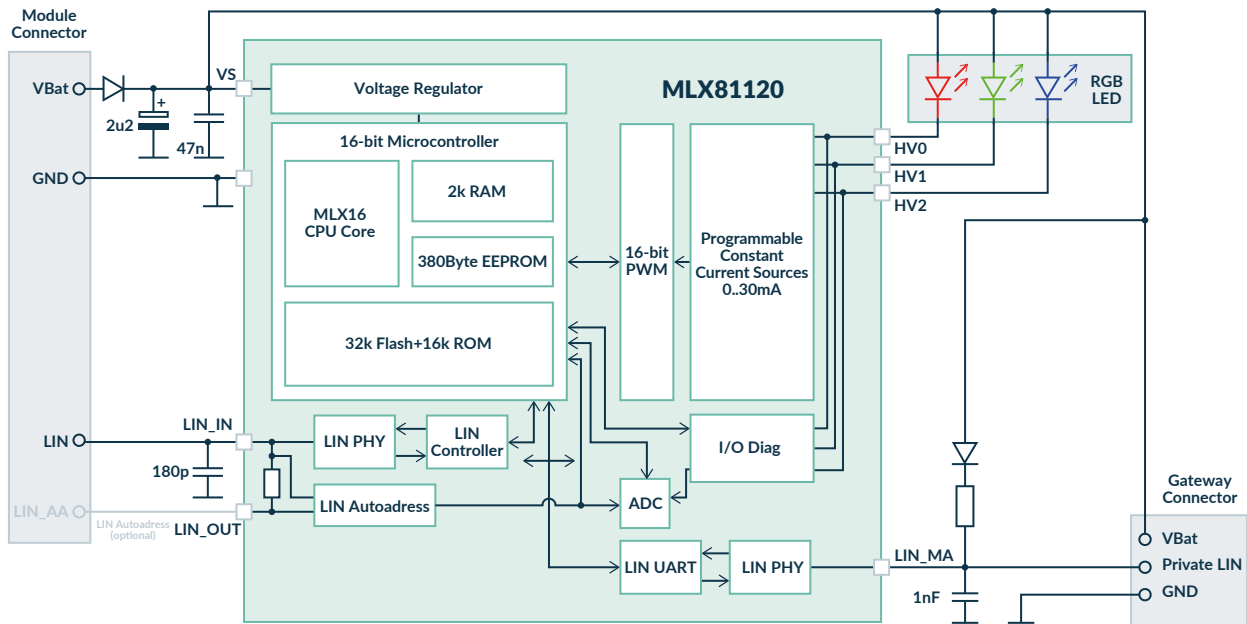 Module
Connector
VBat
VS
2u2
+
47n
GND
Voltage Regulator
MLX81120
16-bit Microcontroller
MLX16
CPU Core
2k RAM
380Byte EEPROM
32k Flash+16k ROM
16-bit
PWM
Programmable
Constant
Current Sources
0..30mA
HV0
HV1
HV2
RGB
LED
LIN
LIN_IN
180p
LIN PHY
LIN
Controller
I/O Diag
LIN_AA
LIN Autoadress
(optional)
LIN_OUT
LIN Autoadress
ADC
LIN UART
LIN PHY
LIN_MA
1nF
Gateway
Connector
VBat
Private LIN
GND